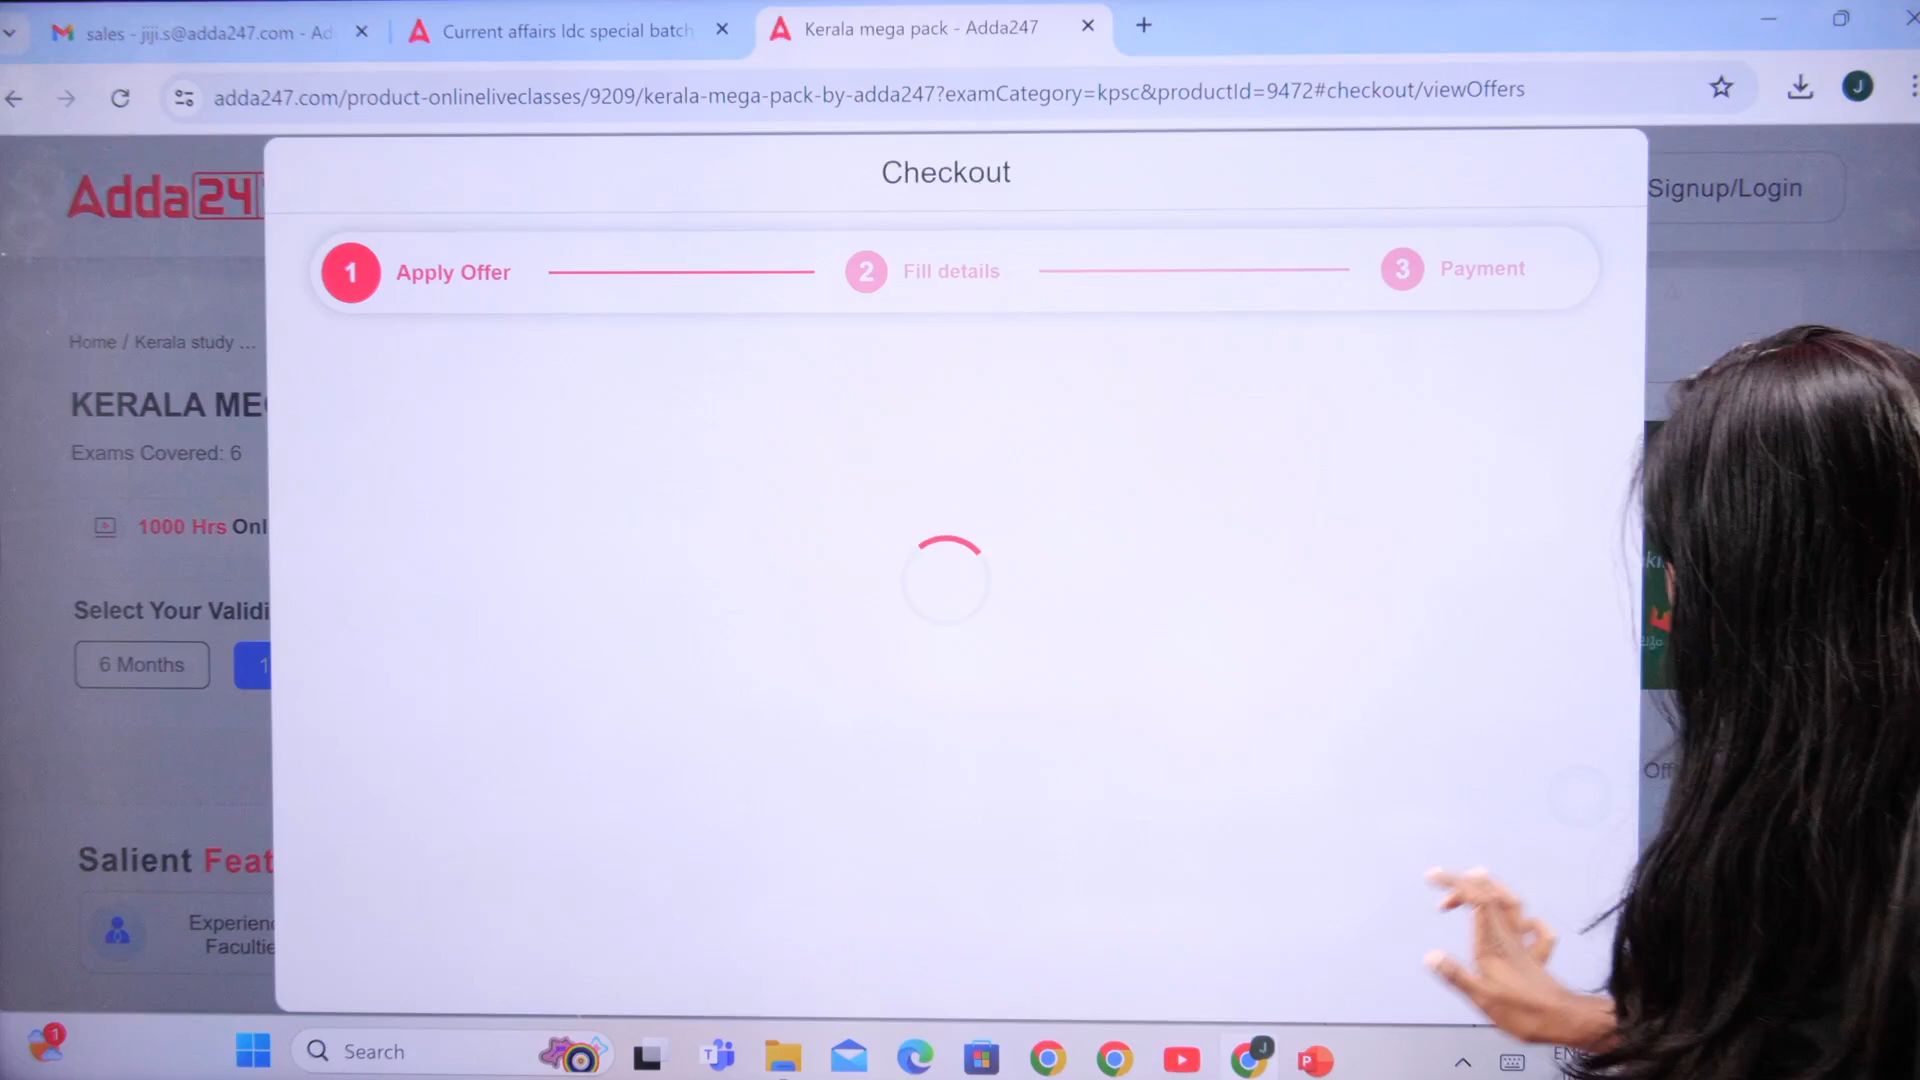 sales - jiji.s@adda247.com - Ad
Current affairs ldc special batch
Kerala mega pack - Adda247
adda247.com/product-onlineliveclasses/9209/kerala-mega-pack-by-adda247?examCategory=kpsc&productId=9472#checkout/viewOffers
J
Adda24
Checkout
Signup/Login
1 Apply Offer
2 Fill details
3 Payment
Home / Kerala study ...
KERALA ME
Exams Covered: 6
1000 Hrs Onl
Select Your Validi
6 Months
1
Off
Salient Feat
Experien
Facultie
1
Search
T
J
P
EN